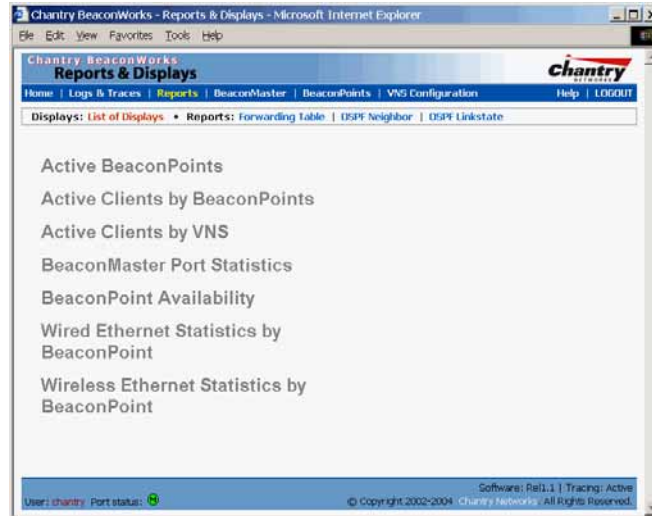 Chantry BeaconWorks - Reports & Displays - Microsoft Internet Explorer
File Edit View Favorites Tools Help
Chantry BeaconWorks
Reports & Displays
Chantry
NETWORKS
Home | Logs & Traces | Reports | BeaconMaster | BeaconPoints | VNS Configuration Help | LOGOUT
Displays: List of Displays • Reports: Forwarding Table | OSPF Neighbor | OSPF Linkstate
Active BeaconPoints
Active Clients by BeaconPoints
Active Clients by VNS
BeaconMaster Port Statistics
BeaconPoint Availability
Wired Ethernet Statistics by
BeaconPoint
Wireless Ethernet Statistics by
BeaconPoint
Software: Rel1.1 | Tracing: Active
User: chantry Port status: © Copyright 2002-2004 Chantry Networks. All Rights Reserved.